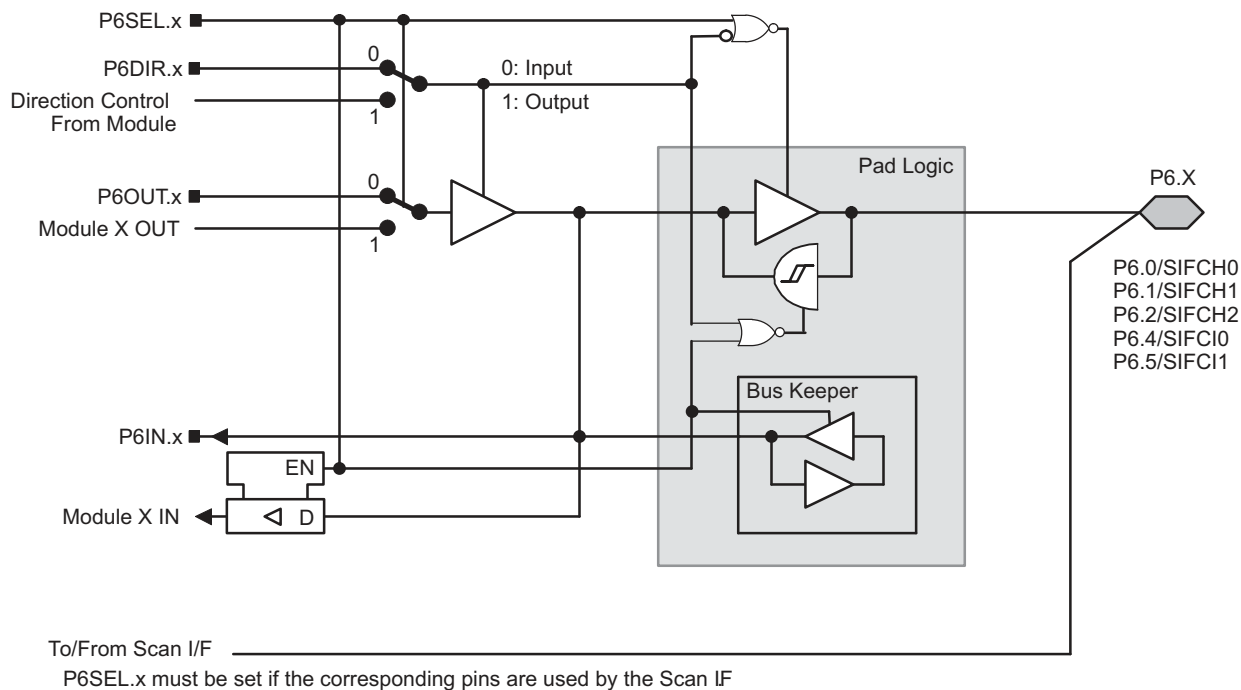 P6SEL.x
P6DIR.x
0
0: Input
Direction Control
From Module
1
1: Output
Pad Logic
P6OUT.x
0
P6.X
Module X OUT
1
P6.0/SIFCH0
P6.1/SIFCH1
P6.2/SIFCH2
P6.4/SIFCI0
P6.5/SIFCI1
Bus Keeper
P6IN.x
EN
Module X IN
D
To/From Scan I/F
P6SEL.x must be set if the corresponding pins are used by the Scan IF